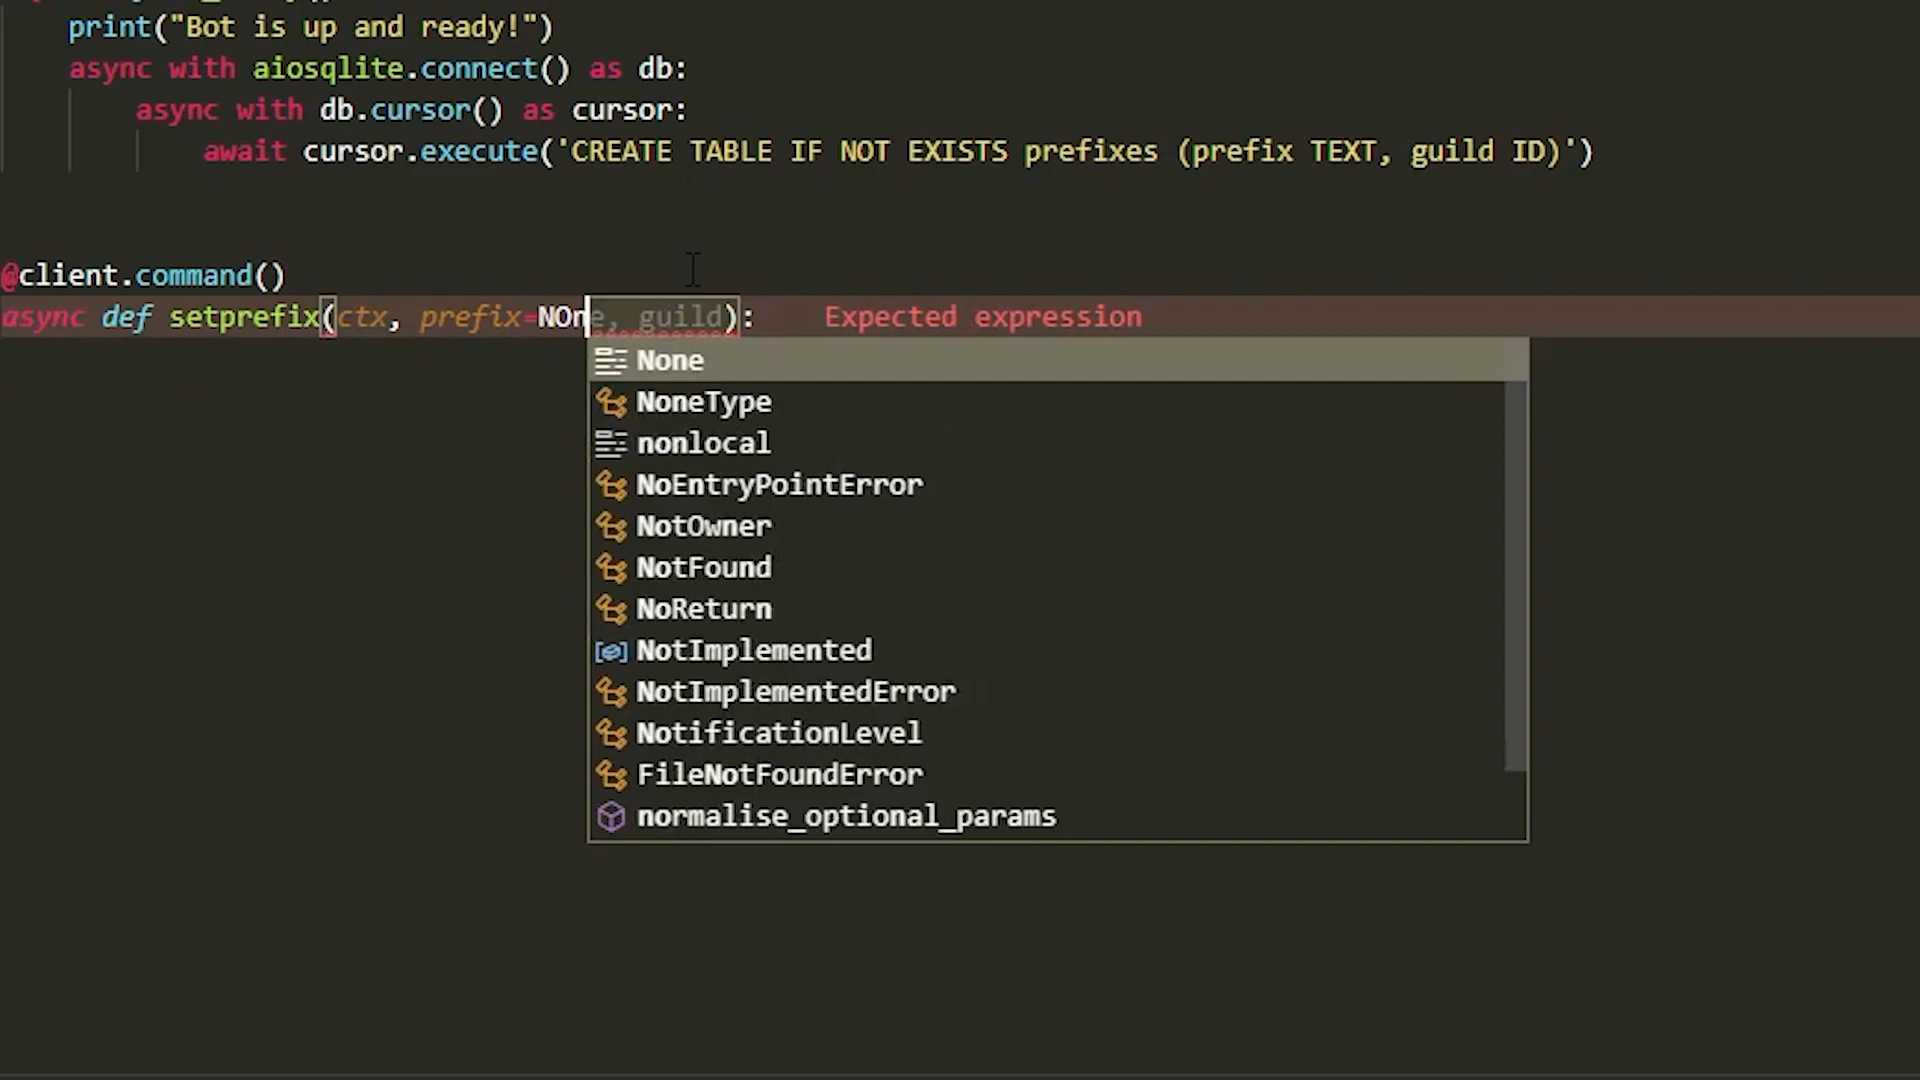 print("Bot is up and ready!")
async with aiosqlite.connect() as db:
async with db.cursor() as cursor:
await cursor.execute('CREATE TABLE IF NOT EXISTS prefixes (prefix TEXT, guild ID)')
@client.command()
async def setprefix(ctx, prefix=NOne, guild): Expected expression
None
NoneType
nonlocal
NoEntryPointError
NotOwner
NotFound
NoReturn
NotImplemented
NotImplementedError
NotificationLevel
FileNotFoundError
normalise_optional_params